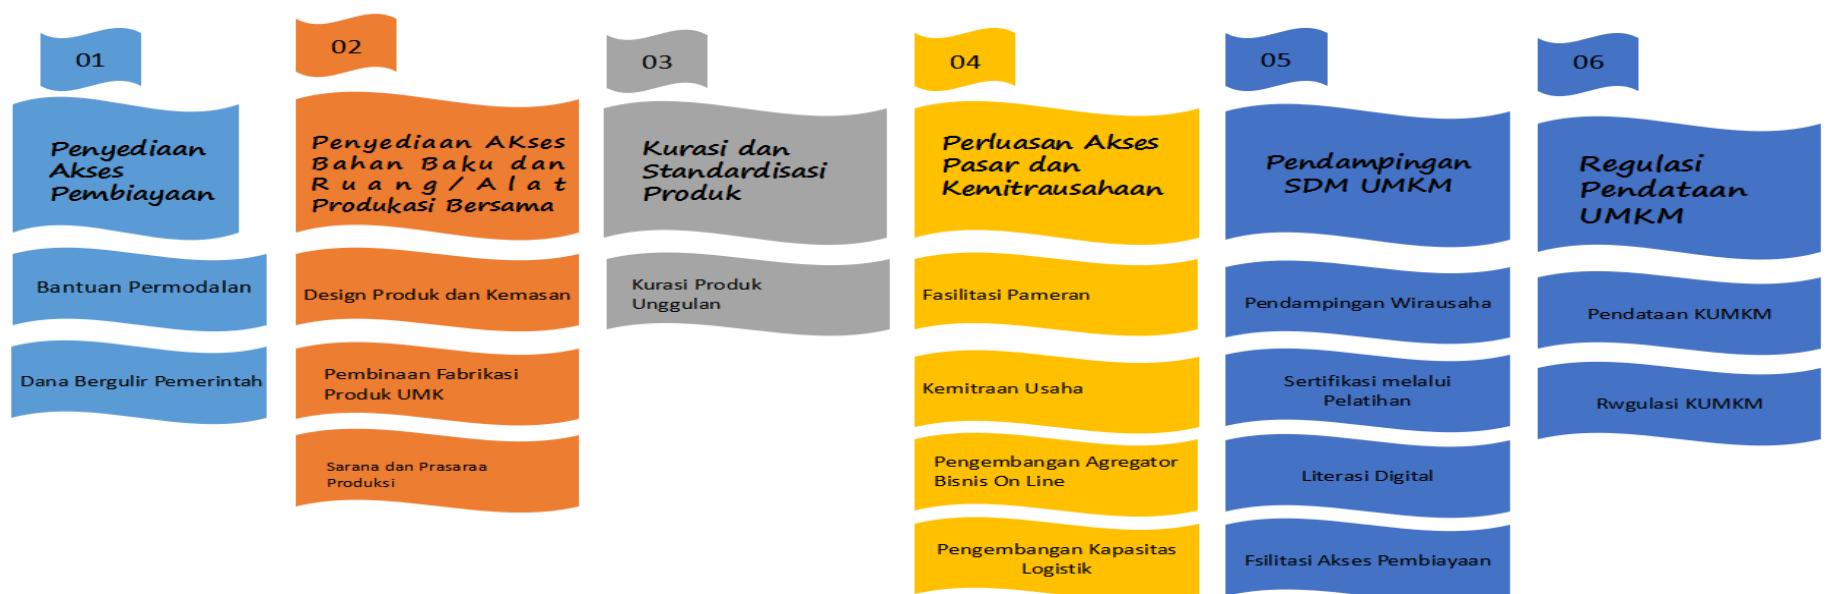 01
Penyediaan
Akses
Pembiayaan
Bantuan Permodalan
Dana Bergulir Pemerintah
02
Penyediaan AKses
Bahan Baku dan
Ruang/Alat
Produkasi Bersama
Design Produk dan Kemasan
Pembinaan Fabrikasi
Produk UMK
Sarana dan Prasaraa
Produksi
03
Kurasi dan
Standardisasi
Produk
Kurasi Produk
Unggulan
04
Perluasan Akses
Pasar dan
Kemitrausahaan
Fasilitasi Pameran
Kemitraan Usaha
Pengembangan Agregator
Bisnis On Line
Pengembangan Kapasitas
Logistik
05
Pendampingan
SDM UMKM
Pendampingan Wirausaha
Sertifikasi melalui
Pelatihan
Literasi Digital
Fsilitasi Akses Pembiayaan
06
Regulasi
Pendataan
UMKM
Pendataan KUMKM
Rwgulasi KUMKM